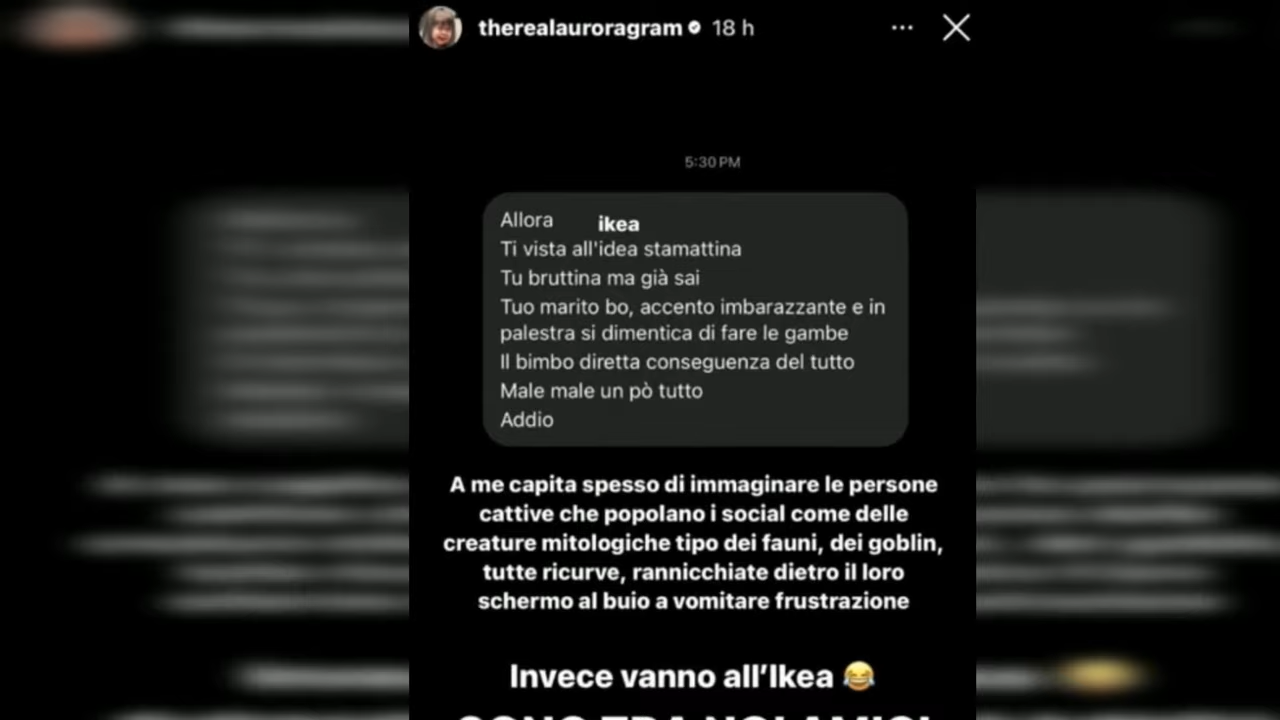 therealauroragram 18 h
5:30 PM
Allora
ikea
Ti vista all'idea stamattina
Tu bruttina ma già sai
Tuo marito bo, accento imbarazzante e in
palestra si dimentica di fare le gambe
Il bimbo diretta conseguenza del tutto
Male male un pò tutto
Addio
A me capita spesso di immaginare le persone
cattive che popolano i social come delle
creature mitologiche tipo dei fauni, dei goblin,
tutte ricurve, rannicchiate dietro il loro
schermo al buio a vomitare frustrazione
Invece vanno all'Ikea 😂